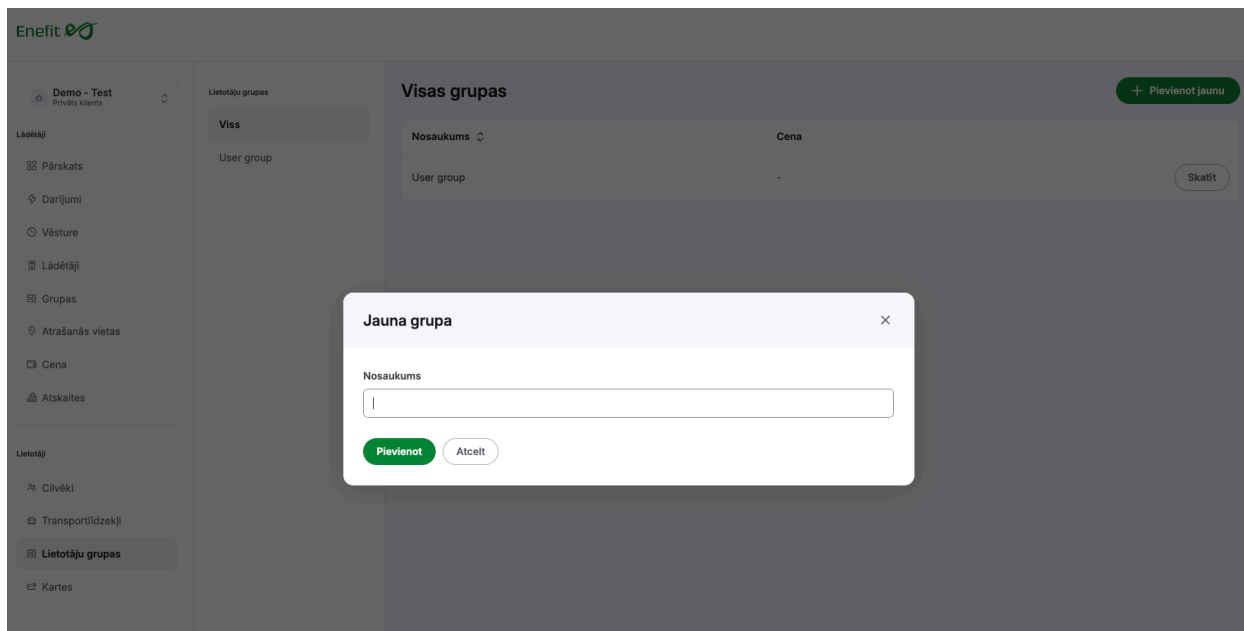 Enefit
Demo - Test
Privāts klients
Lādētāji
Pārskats
Darījumi
Vēsture
Lādētāji
Grupas
Atrašanās vietas
Cena
Atskaites
Lietotāji
Cilvēki
Transportlīdzekļi
Lietotāju grupas
Kartes
Lietotāju grupas
Viss
User group
Visas grupas
+ Pievienot jaunu
Nosaukums Cena
User group - Skatīt
Jauna grupa
Nosaukums
Pievienot Atcelt